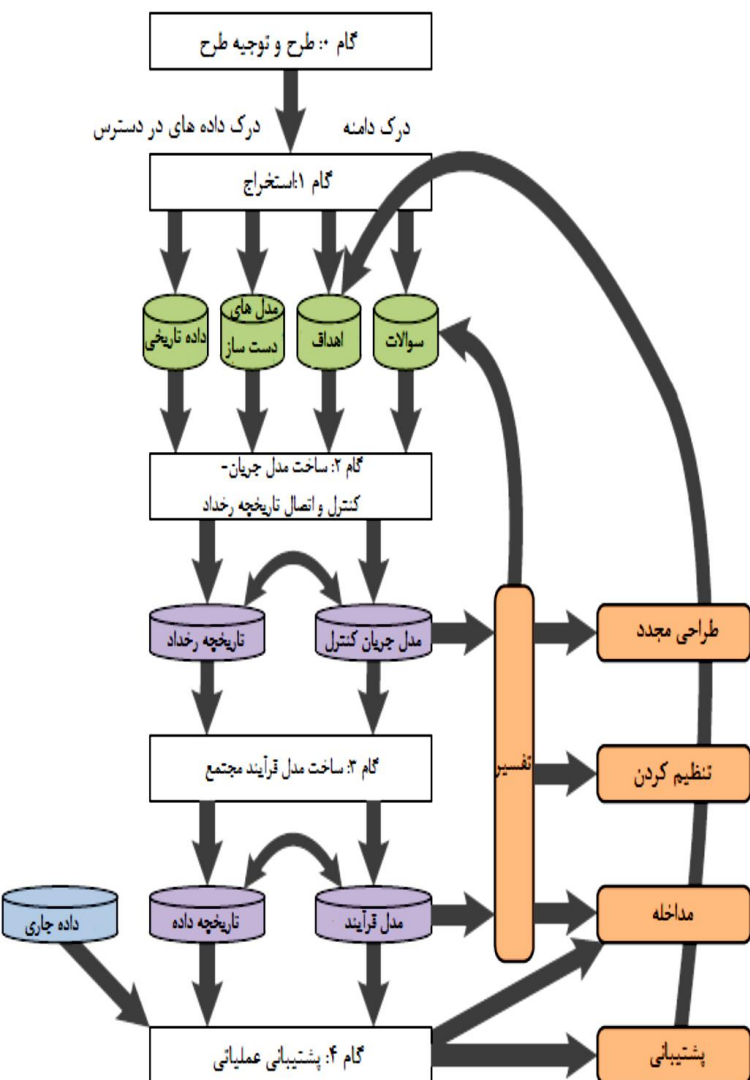 گام ۰: طرح و توجیه طرح
درک دامنه
درک داده های در دسترس
گام ۱:استخراج
سوالات
اهداف
مدل های
دست ساز
داده تاریخی
گام ۲: ساخت مدل جریان-
کنترل و اتصال تاریخچه رخداد
مدل جریان کنترل
تاریخچه رخداد
تفسیر
طراحی مجدد
گام ۳: ساخت مدل قرآیند مجتمع
تنظیم کردن
مدل قرآیند
تاریخچه داده
داده جاری
مداخله
گام ۴: پشتیبانی عملیاتی
پشتیبانی